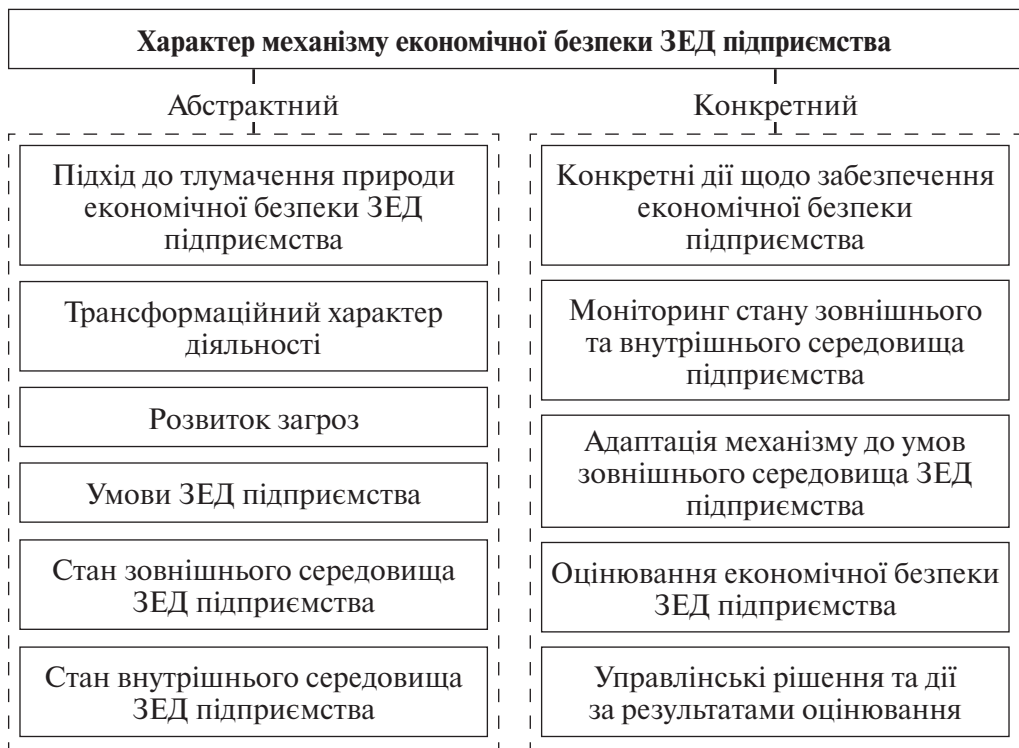 Характер механізму економічної безпеки ЗЕД підприємства
Абстрактний
Підхід до тлумачення природи
економічної безпеки ЗЕД
підприємства
Трансформаційний характер
діяльності
Розвиток загроз
Умови ЗЕД підприємства
Стан зовнішнього середовища
ЗЕД підприємства
Стан внутрішнього середовища
ЗЕД підприємства
Конкретний
Конкретні дії щодо забезпечення
економічної безпеки
підприємства
Моніторинг стану зовнішнього
та внутрішнього середовища
підприємства
Адаптація механізму до умов
зовнішнього середовища ЗЕД
підприємства
Оцінювання економічної безпеки
ЗЕД підприємства
Управлінські рішення та дії
за результатами оцінювання